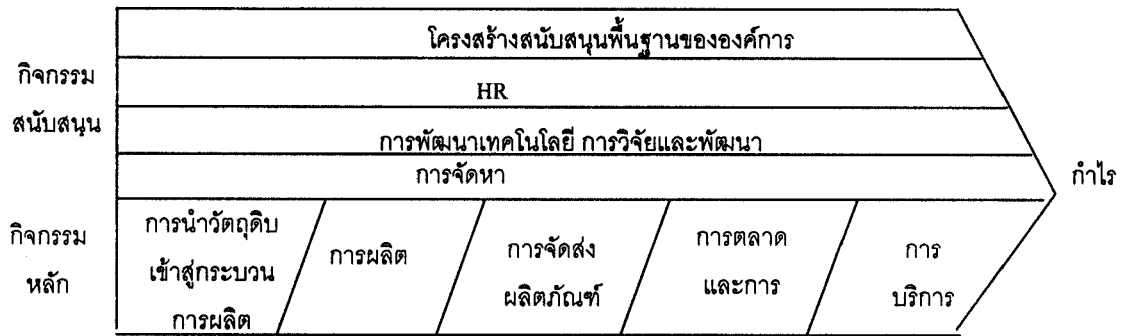 โครงสร้างสนับสนุนพื้นฐานขององค์การ
กิจกรรม
สนับสนุน
HR
การพัฒนาเทคโนโลยี การวิจัยและพัฒนา
การจัดหา
กำไร
กิจกรรม
หลัก
การนำวัตถุดิบ
เข้าสู่กระบวน
การผลิต
การผลิต
การจัดส่ง
ผลิตภัณฑ์
การตลาด
และการ
การ
บริการ